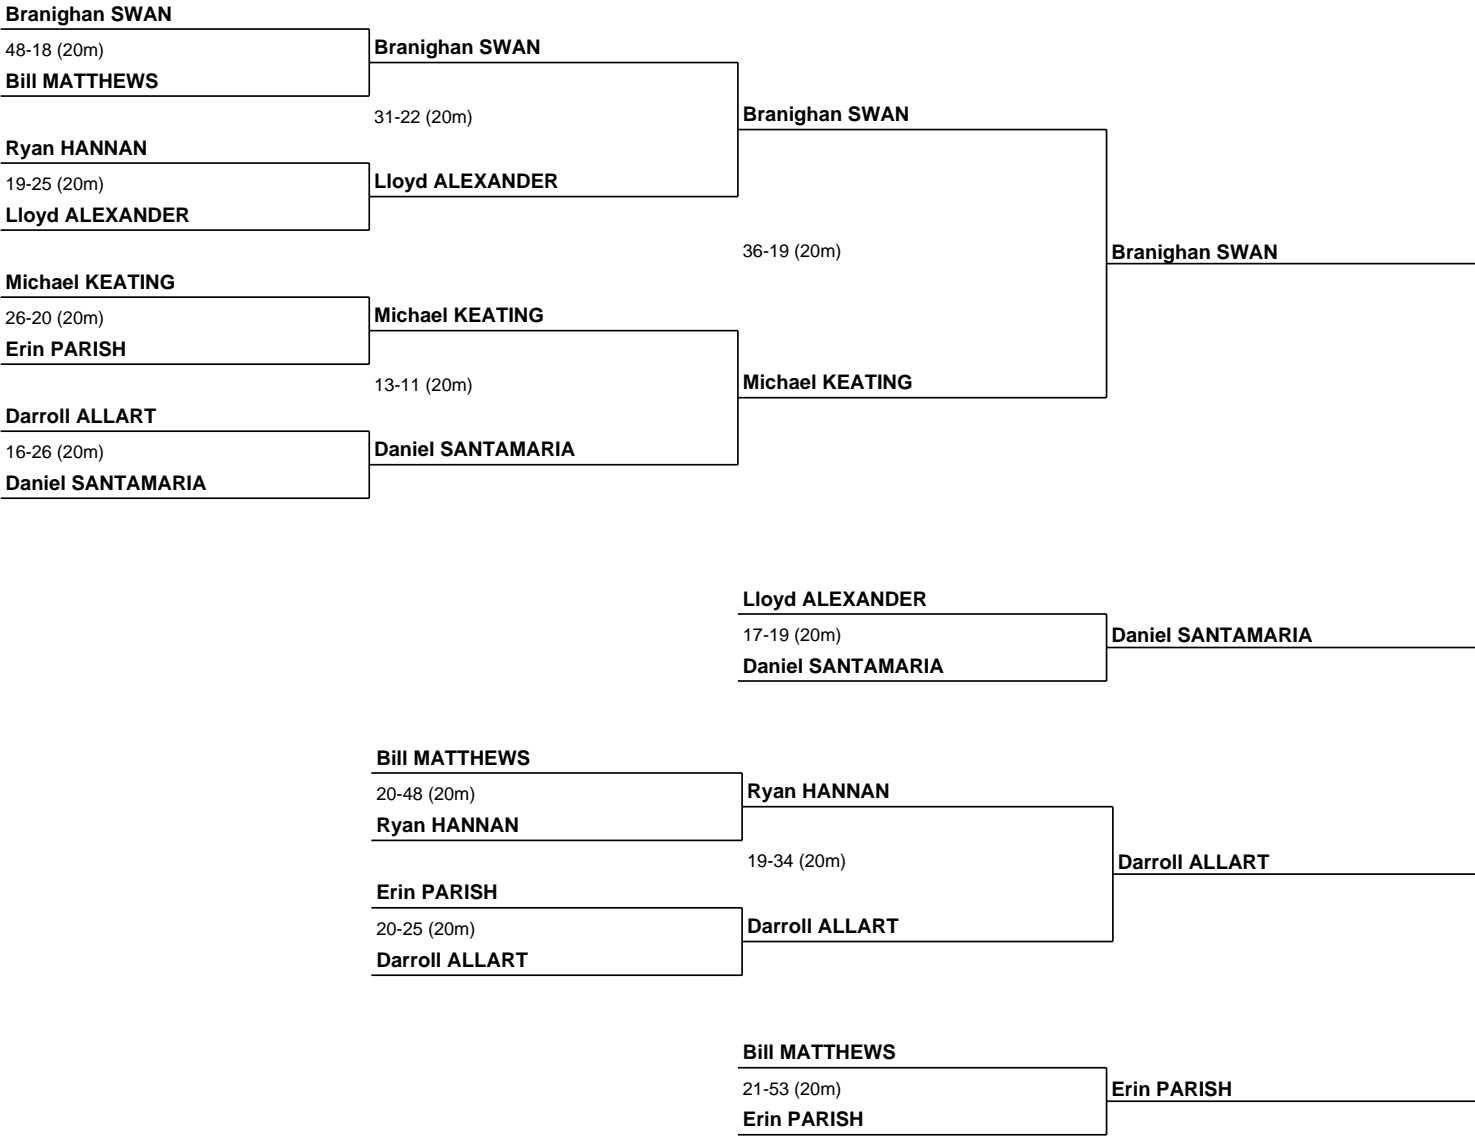 Branighan SWAN
48-18 (20m)
Bill MATTHEWS
Branighan SWAN
31-22 (20m)
Ryan HANNAN
19-25 (20m)
Lloyd ALEXANDER
Lloyd ALEXANDER
Branighan SWAN
36-19 (20m)
Branighan SWAN
Michael KEATING
26-20 (20m)
Erin PARISH
Michael KEATING
13-11 (20m)
Michael KEATING
Darroll ALLART
16-26 (20m)
Daniel SANTAMARIA
Daniel SANTAMARIA
Lloyd ALEXANDER
17-19 (20m)
Daniel SANTAMARIA
Daniel SANTAMARIA
Bill MATTHEWS
20-48 (20m)
Ryan HANNAN
Ryan HANNAN
19-34 (20m)
Darroll ALLART
Erin PARISH
20-25 (20m)
Darroll ALLART
Darroll ALLART
Bill MATTHEWS
21-53 (20m)
Erin PARISH
Erin PARISH